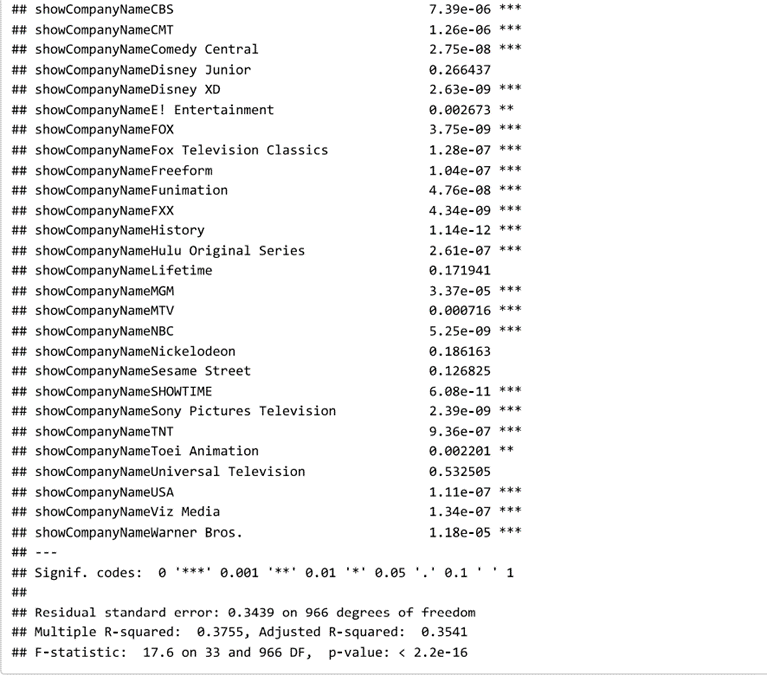 ## showCompanyNameCBS 7.39e-06 ***
## showCompanyNameCMT 1.26e-06 ***
## showCompanyNameComedy Central 2.75e-08 ***
## showCompanyNameDisney Junior 0.266437
## showCompanyNameDisney XD 2.63e-09 ***
## showCompanyNameE! Entertainment 0.002673 **
## showCompanyNameFOX 3.75e-09 ***
## showCompanyNameFox Television Classics 1.28e-07 ***
## showCompanyNameFreeform 1.04e-07 ***
## showCompanyNameFunimation 4.76e-08 ***
## showCompanyNameFXX 4.34e-09 ***
## showCompanyNameHistory 1.14e-12 ***
## showCompanyNameHulu Original Series 2.61e-07 ***
## showCompanyNameLifetime 0.171941
## showCompanyNameMGM 3.37e-05 ***
## showCompanyNameMTV 0.000716 ***
## showCompanyNameNBC 5.25e-09 ***
## showCompanyNameNickelodeon 0.186163
## showCompanyNameSesame Street 0.126825
## showCompanyNameSHOWTIME 6.08e-11 ***
## showCompanyNameSony Pictures Television 2.39e-09 ***
## showCompanyNameTNT 9.36e-07 ***
## showCompanyNameToei Animation 0.002201 **
## showCompanyNameUniversal Television 0.532505
## showCompanyNameUSA 1.11e-07 ***
## showCompanyNameViz Media 1.34e-07 ***
## showCompanyNameWarner Bros. 1.18e-05 ***
## ---
## Signif. codes:  0 '***' 0.001 '**' 0.01 '*' 0.05 '.' 0.1 ' ' 1
##
## Residual standard error: 0.3439 on 966 degrees of freedom
## Multiple R-squared:  0.3755, Adjusted R-squared:  0.3541
## F-statistic:  17.6 on 33 and 966 DF,  p-value: < 2.2e-16